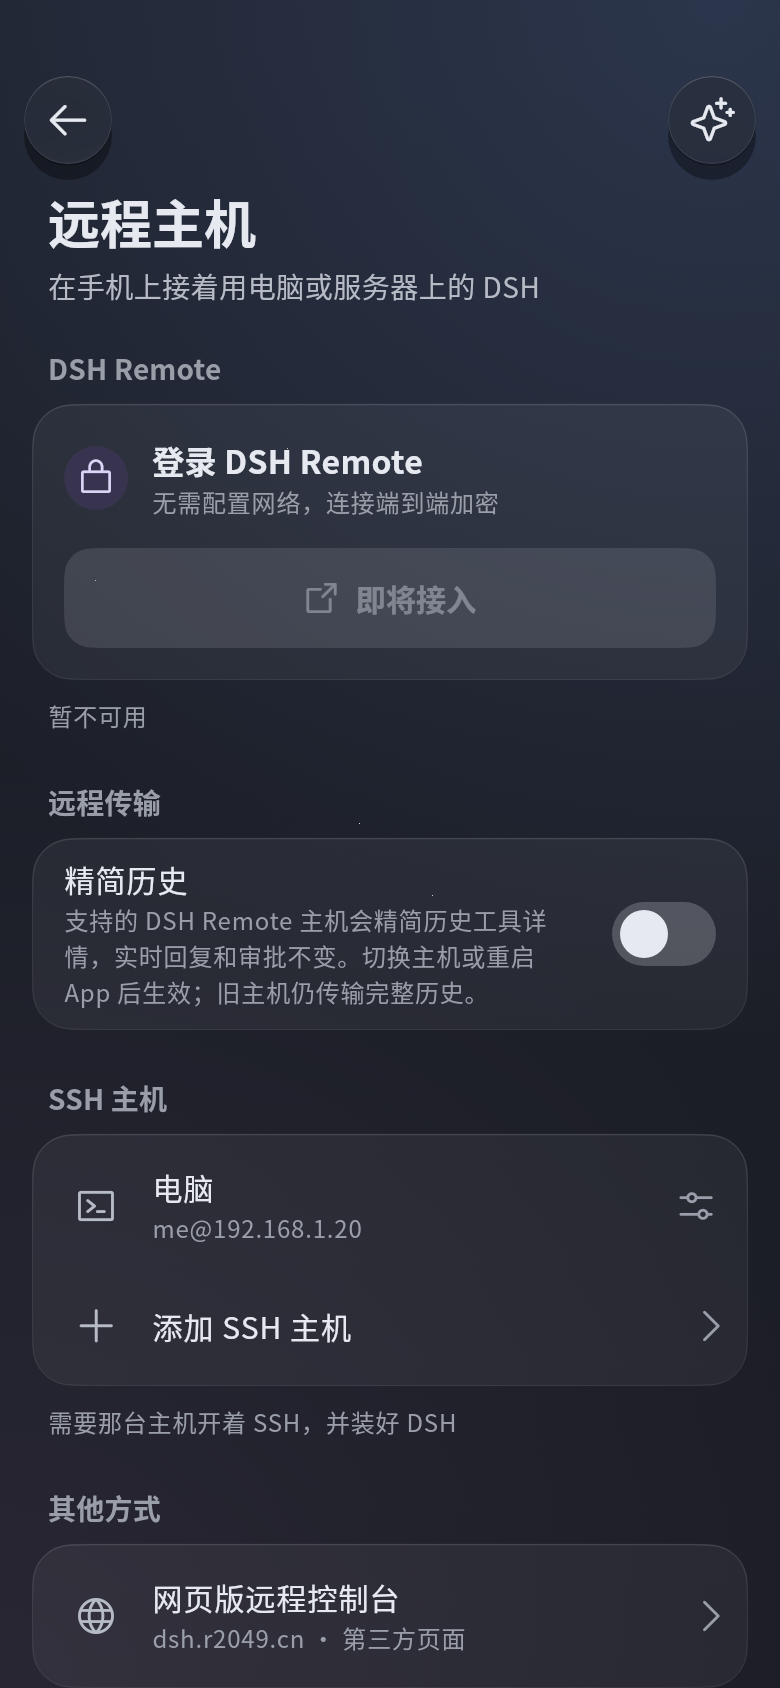 远程主机
在手机上接着用电脑或服务器上的 DSH
DSH Remote
登录 DSH Remote
无需配置网络，连接端到端加密
即将接入
暂不可用
远程传输
精简历史
支持的 DSH Remote 主机会精简历史工具详
情，实时回复和审批不变。切换主机或重启
App 后生效；旧主机仍传输完整历史。
SSH 主机
电脑
me@192.168.1.20
添加 SSH 主机
需要那台主机开着 SSH，并装好 DSH
其他方式
网页版远程控制台
dsh.r2049.cn · 第三方页面